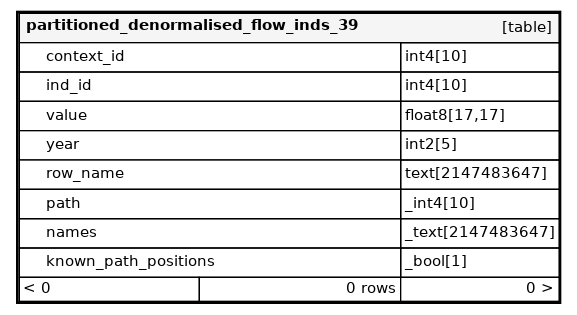 partitioned_denormalised_flow_inds_39 [table]
context_id int4[10]
ind_id int4[10]
value float8[17,17]
year int2[5]
row_name text[2147483647]
path _int4[10]
names _text[2147483647]
known_path_positions _bool[1]
< 0 0 rows 0 >